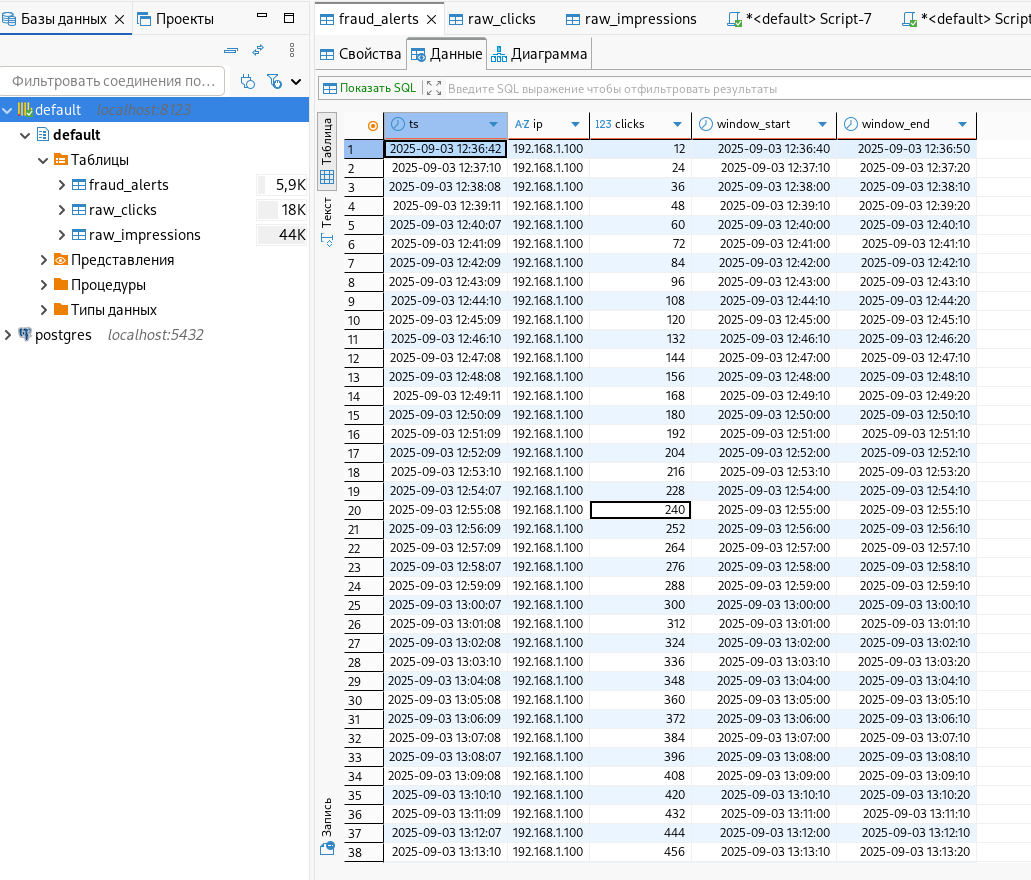 Базы данных
Проекты
Фильтровать соединения по…
default localhost:8123
default
Таблицы
fraud_alerts 5,9K
raw_clicks 18K
raw_impressions 44K
Представления
Процедуры
Типы данных
postgres localhost:5432
fraud_alerts raw_clicks raw_impressions *<default> Script-7 *<default> Script
Свойства Данные Диаграмма
Показать SQL Введите SQL выражение чтобы отфильтровать результаты
Таблица
Текст
Запись
ts A-Z ip 123 clicks window_start window_end
1 2025-09-03 12:36:42 192.168.1.100 12 2025-09-03 12:36:40 2025-09-03 12:36:50
2 2025-09-03 12:37:10 192.168.1.100 24 2025-09-03 12:37:10 2025-09-03 12:37:20
3 2025-09-03 12:38:08 192.168.1.100 36 2025-09-03 12:38:00 2025-09-03 12:38:10
4 2025-09-03 12:39:11 192.168.1.100 48 2025-09-03 12:39:10 2025-09-03 12:39:20
5 2025-09-03 12:40:07 192.168.1.100 60 2025-09-03 12:40:00 2025-09-03 12:40:10
6 2025-09-03 12:41:09 192.168.1.100 72 2025-09-03 12:41:00 2025-09-03 12:41:10
7 2025-09-03 12:42:09 192.168.1.100 84 2025-09-03 12:42:00 2025-09-03 12:42:10
8 2025-09-03 12:43:09 192.168.1.100 96 2025-09-03 12:43:00 2025-09-03 12:43:10
9 2025-09-03 12:44:10 192.168.1.100 108 2025-09-03 12:44:10 2025-09-03 12:44:20
10 2025-09-03 12:45:09 192.168.1.100 120 2025-09-03 12:45:00 2025-09-03 12:45:10
11 2025-09-03 12:46:10 192.168.1.100 132 2025-09-03 12:46:10 2025-09-03 12:46:20
12 2025-09-03 12:47:08 192.168.1.100 144 2025-09-03 12:47:00 2025-09-03 12:47:10
13 2025-09-03 12:48:08 192.168.1.100 156 2025-09-03 12:48:00 2025-09-03 12:48:10
14 2025-09-03 12:49:11 192.168.1.100 168 2025-09-03 12:49:10 2025-09-03 12:49:20
15 2025-09-03 12:50:09 192.168.1.100 180 2025-09-03 12:50:00 2025-09-03 12:50:10
16 2025-09-03 12:51:09 192.168.1.100 192 2025-09-03 12:51:00 2025-09-03 12:51:10
17 2025-09-03 12:52:09 192.168.1.100 204 2025-09-03 12:52:00 2025-09-03 12:52:10
18 2025-09-03 12:53:10 192.168.1.100 216 2025-09-03 12:53:10 2025-09-03 12:53:20
19 2025-09-03 12:54:07 192.168.1.100 228 2025-09-03 12:54:00 2025-09-03 12:54:10
20 2025-09-03 12:55:08 192.168.1.100 240 2025-09-03 12:55:00 2025-09-03 12:55:10
21 2025-09-03 12:56:09 192.168.1.100 252 2025-09-03 12:56:00 2025-09-03 12:56:10
22 2025-09-03 12:57:09 192.168.1.100 264 2025-09-03 12:57:00 2025-09-03 12:57:10
23 2025-09-03 12:58:07 192.168.1.100 276 2025-09-03 12:58:00 2025-09-03 12:58:10
24 2025-09-03 12:59:09 192.168.1.100 288 2025-09-03 12:59:00 2025-09-03 12:59:10
25 2025-09-03 13:00:07 192.168.1.100 300 2025-09-03 13:00:00 2025-09-03 13:00:10
26 2025-09-03 13:01:08 192.168.1.100 312 2025-09-03 13:01:00 2025-09-03 13:01:10
27 2025-09-03 13:02:08 192.168.1.100 324 2025-09-03 13:02:00 2025-09-03 13:02:10
28 2025-09-03 13:03:10 192.168.1.100 336 2025-09-03 13:03:10 2025-09-03 13:03:20
29 2025-09-03 13:04:08 192.168.1.100 348 2025-09-03 13:04:00 2025-09-03 13:04:10
30 2025-09-03 13:05:08 192.168.1.100 360 2025-09-03 13:05:00 2025-09-03 13:05:10
31 2025-09-03 13:06:09 192.168.1.100 372 2025-09-03 13:06:00 2025-09-03 13:06:10
32 2025-09-03 13:07:08 192.168.1.100 384 2025-09-03 13:07:00 2025-09-03 13:07:10
33 2025-09-03 13:08:07 192.168.1.100 396 2025-09-03 13:08:00 2025-09-03 13:08:10
34 2025-09-03 13:09:08 192.168.1.100 408 2025-09-03 13:09:00 2025-09-03 13:09:10
35 2025-09-03 13:10:10 192.168.1.100 420 2025-09-03 13:10:10 2025-09-03 13:10:20
36 2025-09-03 13:11:09 192.168.1.100 432 2025-09-03 13:11:00 2025-09-03 13:11:10
37 2025-09-03 13:12:07 192.168.1.100 444 2025-09-03 13:12:00 2025-09-03 13:12:10
38 2025-09-03 13:13:10 192.168.1.100 456 2025-09-03 13:13:10 2025-09-03 13:13:20